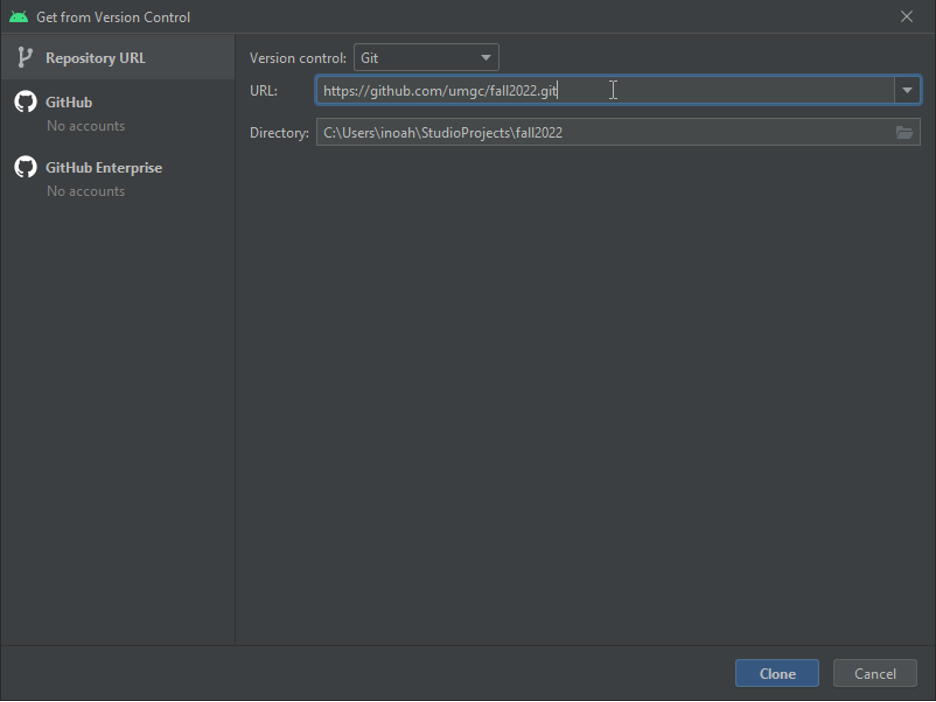 Get from Version Control
Repository URL
GitHub
No accounts
GitHub Enterprise
No accounts
Version control: Git
URL: https://github.com/umgc/fall2022.git
Directory: C:\Users\inoah\StudioProjects\fall2022
Clone Cancel